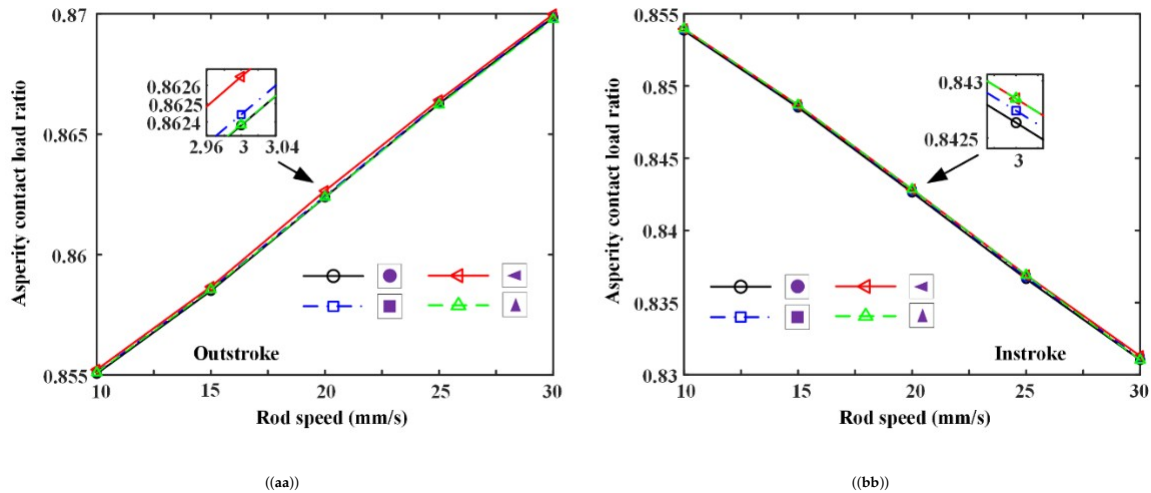 Asperity contact load ratio
0.87
0.865
0.86
0.855
0.8626
0.8625
0.8624
2.96 3 3.04
Outstroke
10 15 20 25 30
Rod speed (mm/s)
((aa))
Asperity contact load ratio
0.855
0.85
0.845
0.84
0.835
0.83
0.843
0.8425
3
Instroke
10 15 20 25 30
Rod speed (mm/s)
((bb))